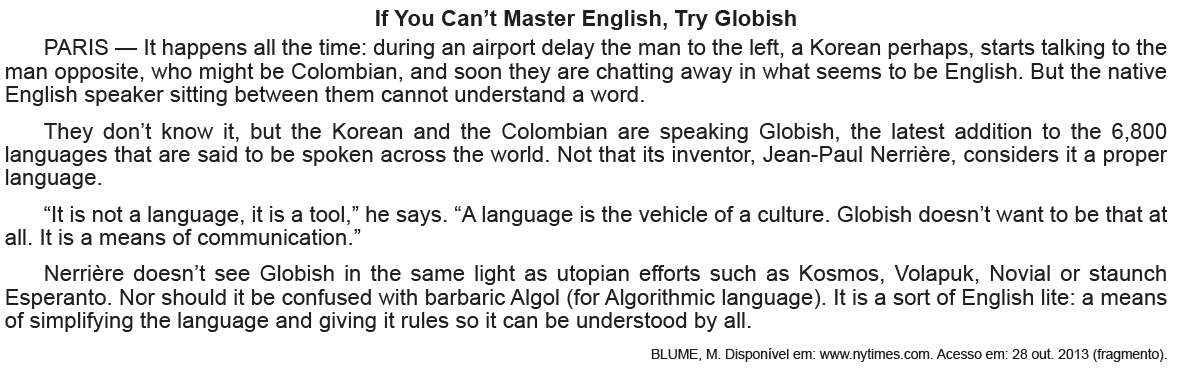 If You Can’t Master English, Try Globish
PARIS — It happens all the time: during an airport delay the man to the left, a Korean perhaps, starts talking to the
man opposite, who might be Colombian, and soon they are chatting away in what seems to be English. But the native
English speaker sitting between them cannot understand a word.
They don’t know it, but the Korean and the Colombian are speaking Globish, the latest addition to the 6,800
languages that are said to be spoken across the world. Not that its inventor, Jean-Paul Nerrière, considers it a proper
language.
“It is not a language, it is a tool,” he says. “A language is the vehicle of a culture. Globish doesn’t want to be that at
all. It is a means of communication.”
Nerrière doesn’t see Globish in the same light as utopian efforts such as Kosmos, Volapuk, Novial or staunch
Esperanto. Nor should it be confused with barbaric Algol (for Algorithmic language). It is a sort of English lite: a means
of simplifying the language and giving it rules so it can be understood by all.
BLUME, M. Disponível em: www.nytimes.com. Acesso em: 28 out. 2013 (fragmento).